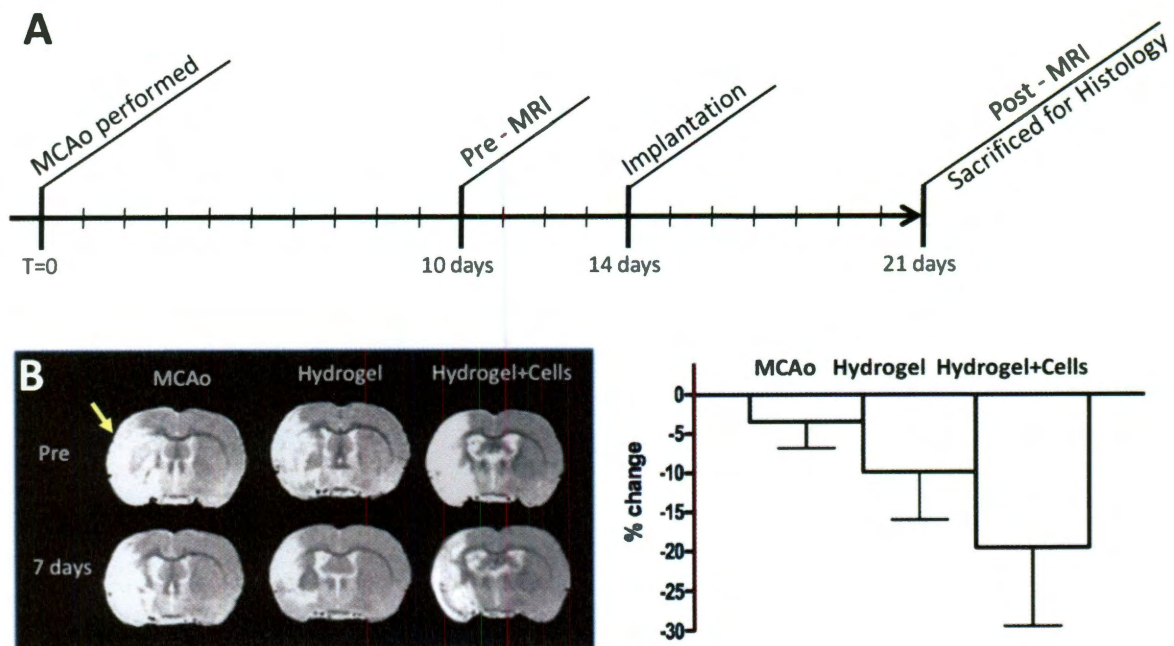 A
MCAo performed
Pre - MRI
Implantation
Post - MRI
Sacrificed for Histology
T=0
10 days
14 days
21 days
B
MCAo
Hydrogel
Hydrogel+Cells
Pre
7 days
MCAo Hydrogel Hydrogel+Cells
% change
0
-5
-10
-15
-20
-25
-30